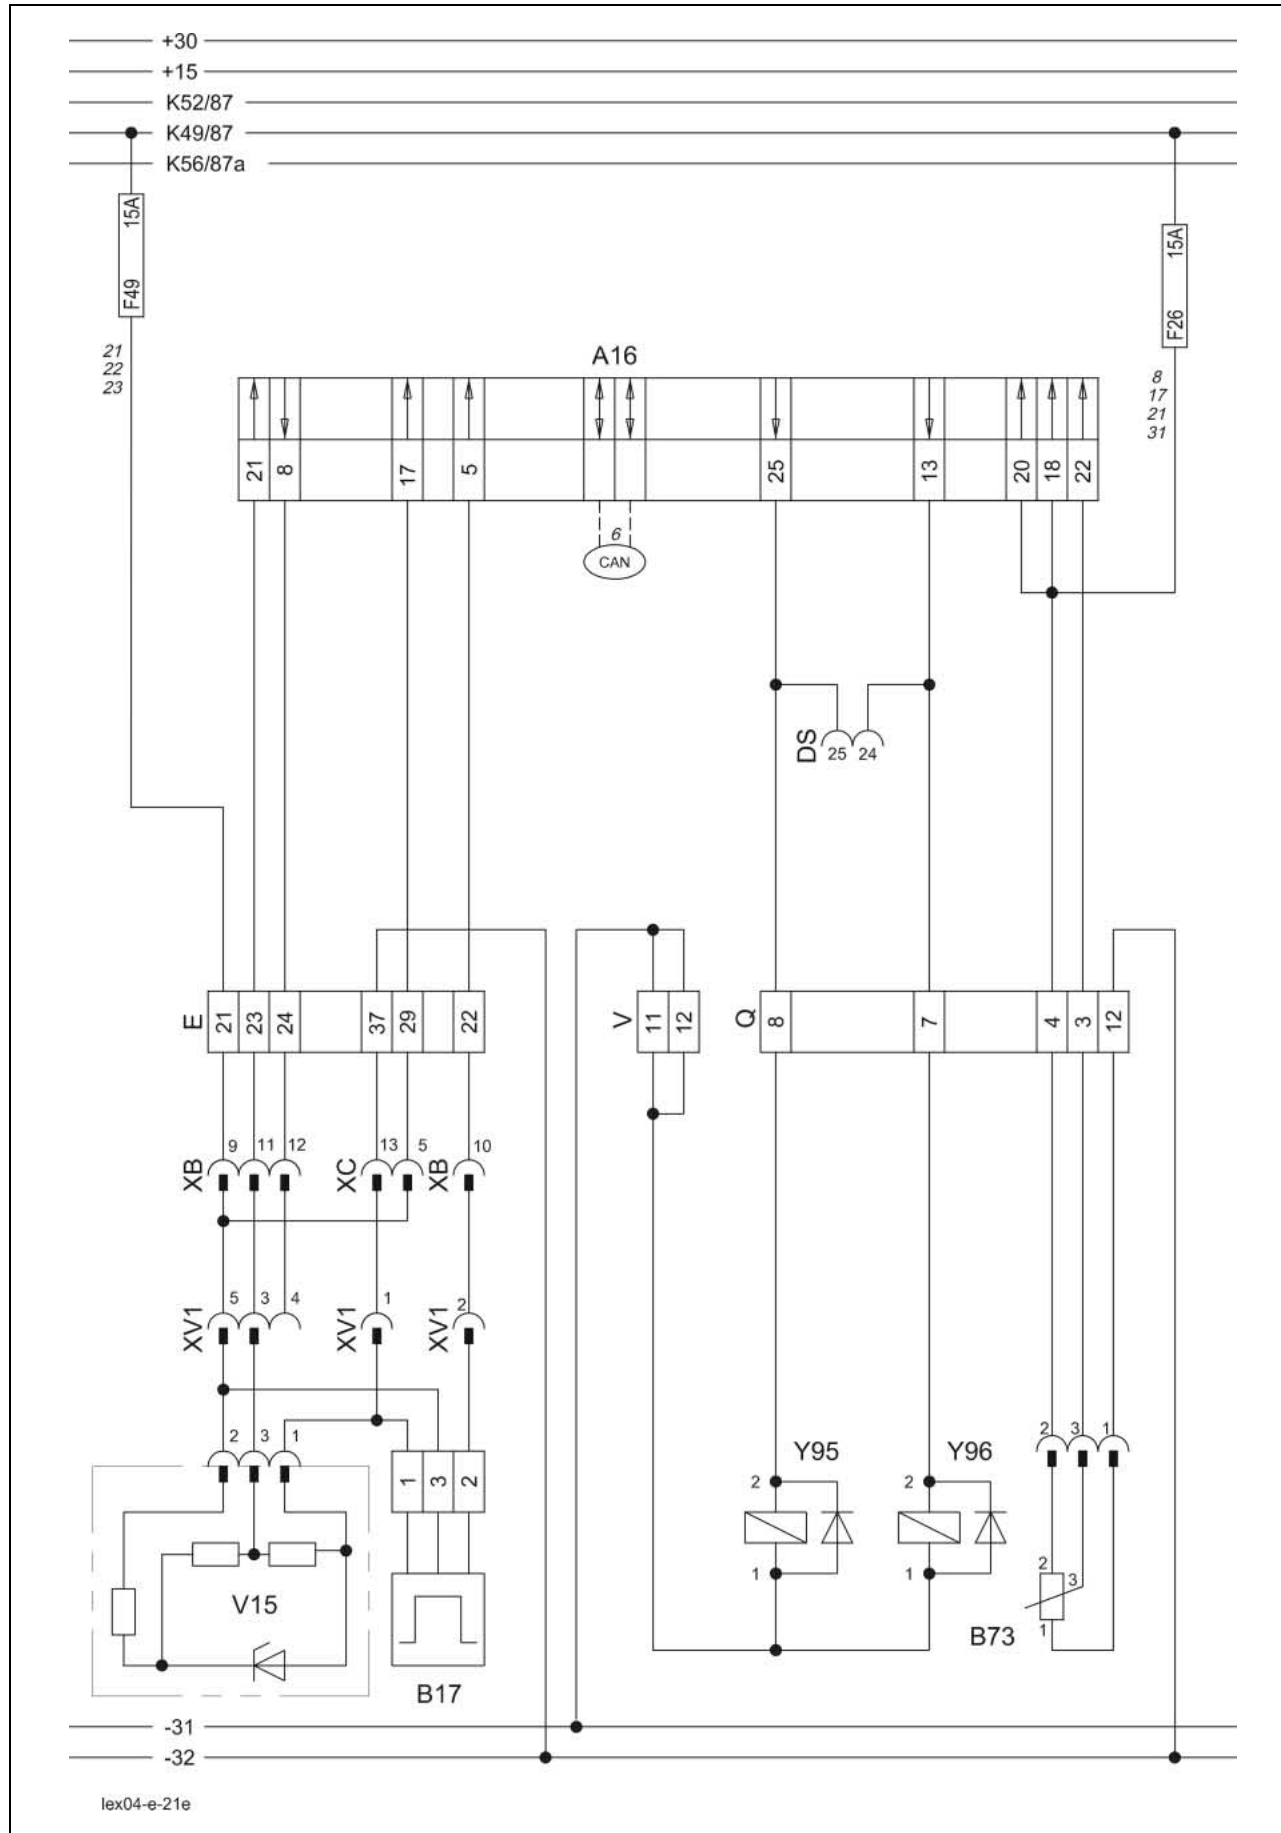 +30
+15
K52/87
K49/87
K56/87a
15A
F49
15A
F26
21
22
23
A16
8
17
21
31
21 8 17 5 25 13 20 18 22
6
CAN
DS
25 24
E
21 23 24 37 29 22
V
11 12
Q
8 7 4 3 12
XB
9 11 12
XC
13 5
XB
10
XV1
5 3 4
XV1
1
XV1
2
2 3 1
1 3 2
V15
B17
Y95
2
1
Y96
2
1
2 3 1
2
3
1
B73
-31
-32
lex04-e-21e